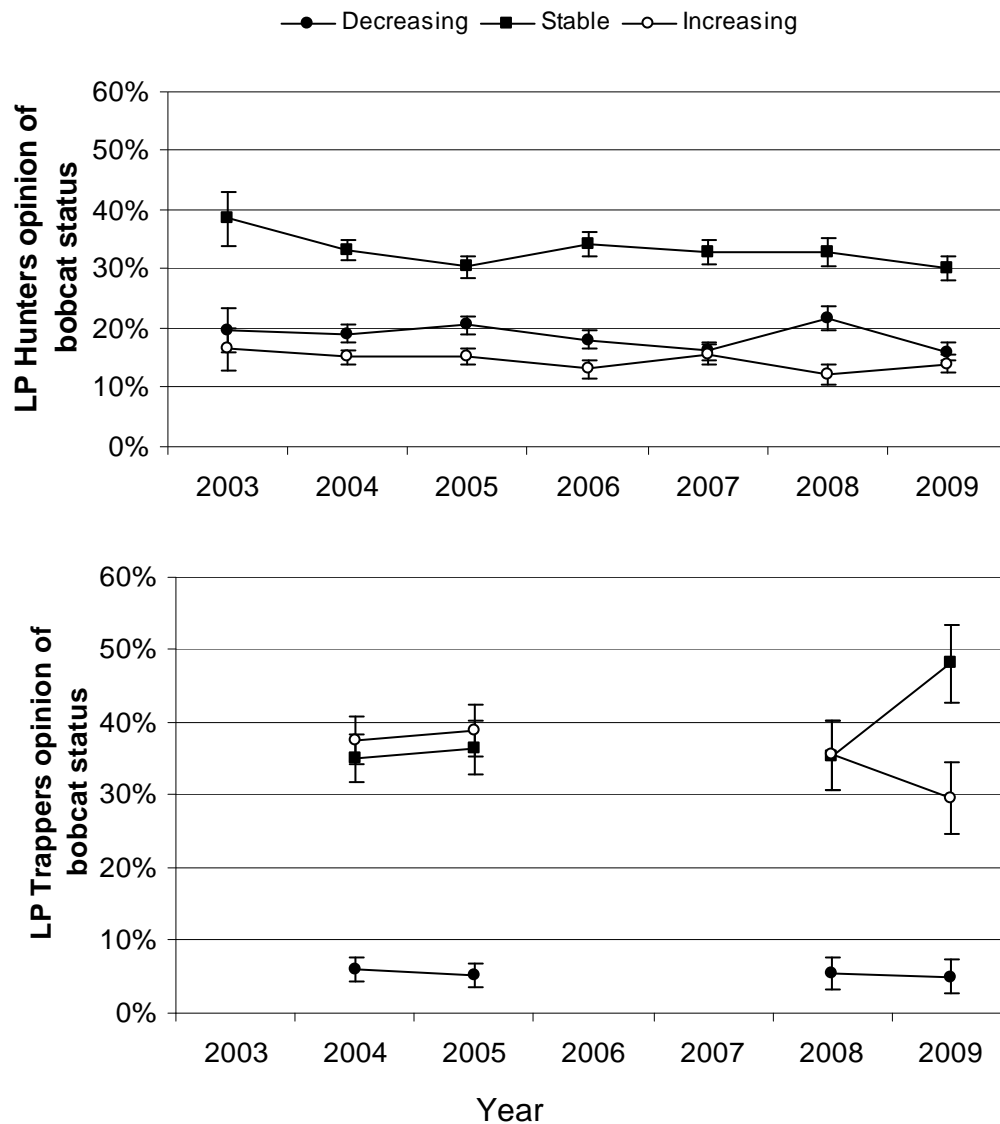 Decreasing Stable Increasing
LP Hunters opinion of
bobcat status
60%
50%
40%
30%
20%
10%
0%
2003 2004 2005 2006 2007 2008 2009
LP Trappers opinion of
bobcat status
60%
50%
40%
30%
20%
10%
0%
2003 2004 2005 2006 2007 2008 2009
Year